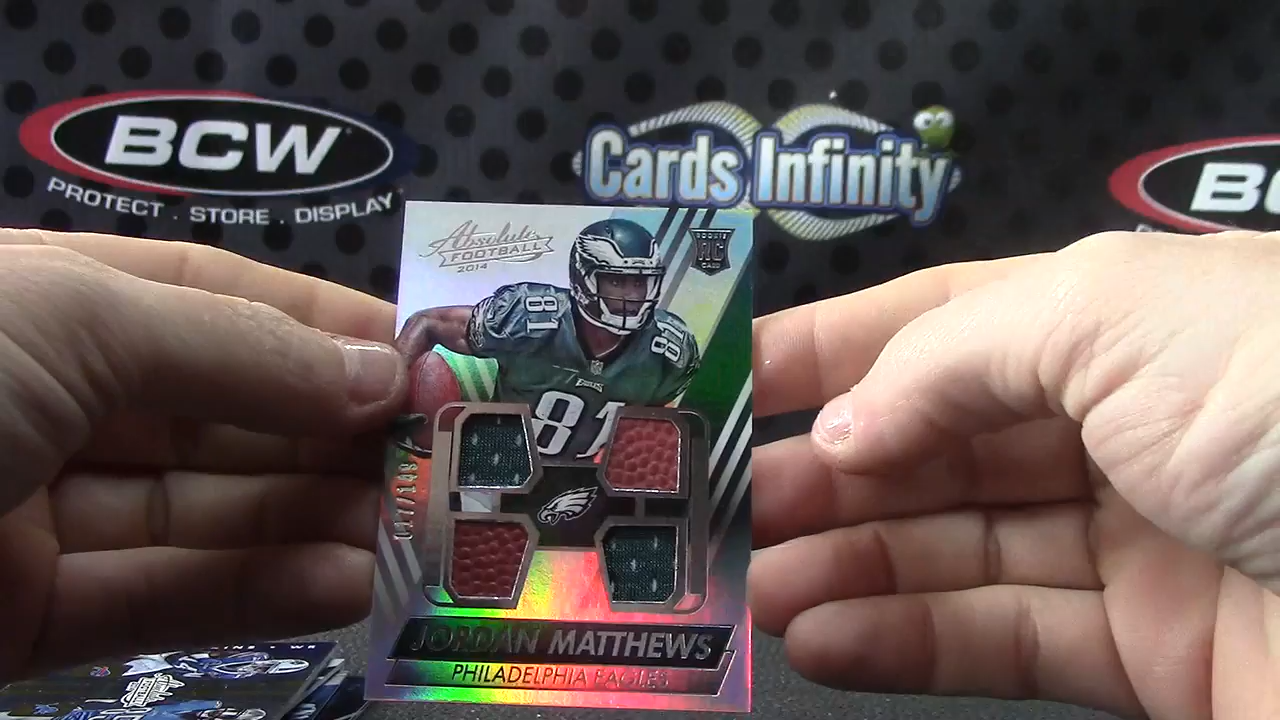 BCW
PROTECT . STORE . DISPLAY
Cards Infinity
BC
Absolute
FOOTBALL
2014
ROOKIE
RC
CARD
81
81
81
JORDAN MATTHEWS
PHILADELPHIA EAGLES